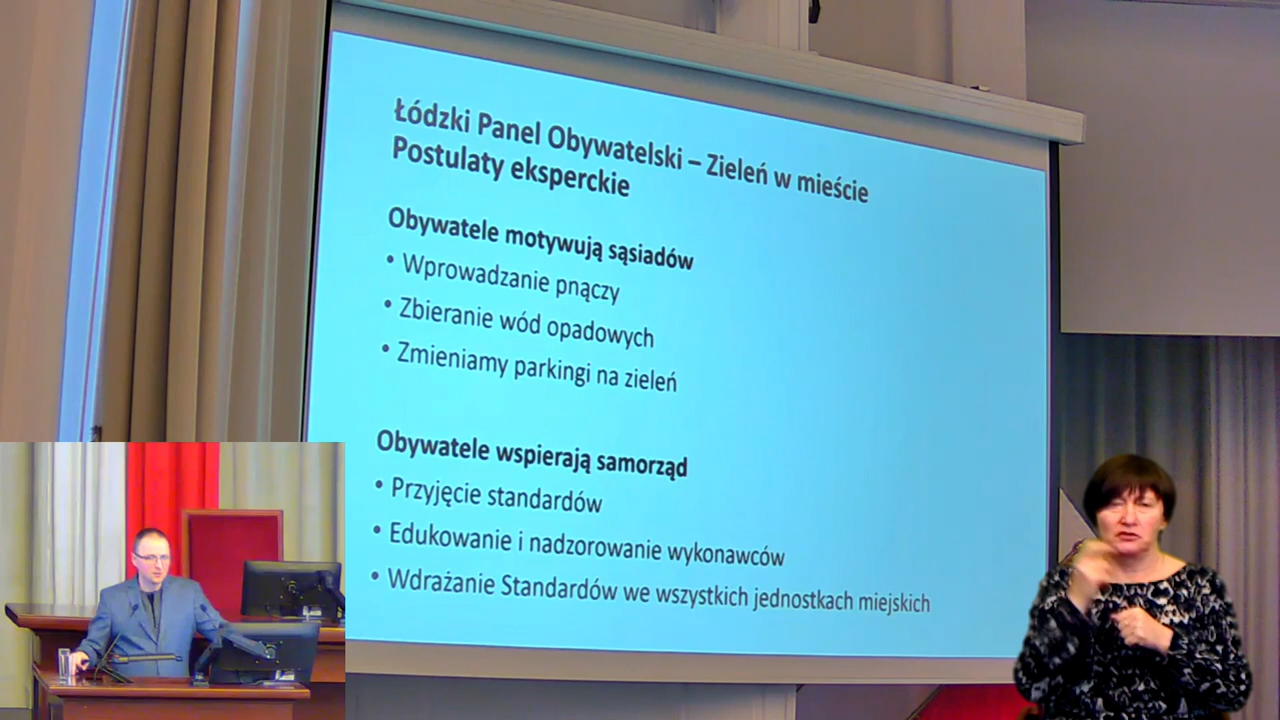 Łódzki Panel Obywatelski – Zieleń w mieście
Postulaty eksperckie
Obywatele motywują sąsiadów
• Wprowadzanie pnączy
• Zbieranie wód opadowych
• Zmieniamy parkingi na zieleń
Obywatele wspierają samorząd
• Przyjęcie standardów
• Edukowanie i nadzorowanie wykonawców
• Wdrażanie Standardów we wszystkich jednostkach miejskich